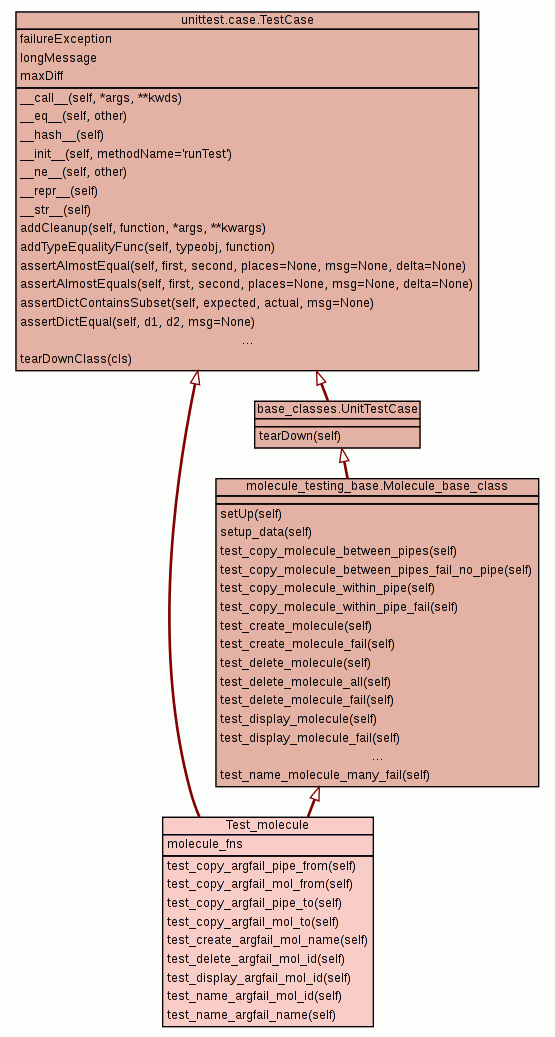 unittest.case.TestCase
failureException
longMessage
maxDiff
__call__(self, *args, **kwds)
__eq__(self, other)
__hash__(self)
__init__(self, methodName='runTest')
__ne__(self, other)
__repr__(self)
__str__(self)
addCleanup(self, function, *args, **kwargs)
addTypeEqualityFunc(self, typeobj, function)
assertAlmostEqual(self, first, second, places=None, msg=None, delta=None)
assertAlmostEquals(self, first, second, places=None, msg=None, delta=None)
assertDictContainsSubset(self, expected, actual, msg=None)
assertDictEqual(self, d1, d2, msg=None)
...
tearDownClass(cls)
base_classes.UnitTestCase
tearDown(self)
molecule_testing_base.Molecule_base_class
setUp(self)
setup_data(self)
test_copy_molecule_between_pipes(self)
test_copy_molecule_between_pipes_fail_no_pipe(self)
test_copy_molecule_within_pipe(self)
test_copy_molecule_within_pipe_fail(self)
test_create_molecule(self)
test_create_molecule_fail(self)
test_delete_molecule(self)
test_delete_molecule_all(self)
test_delete_molecule_fail(self)
test_display_molecule(self)
test_display_molecule_fail(self)
...
test_name_molecule_many_fail(self)
Test_molecule
molecule_fns
test_copy_argfail_pipe_from(self)
test_copy_argfail_mol_from(self)
test_copy_argfail_pipe_to(self)
test_copy_argfail_mol_to(self)
test_create_argfail_mol_name(self)
test_delete_argfail_mol_id(self)
test_display_argfail_mol_id(self)
test_name_argfail_mol_id(self)
test_name_argfail_name(self)